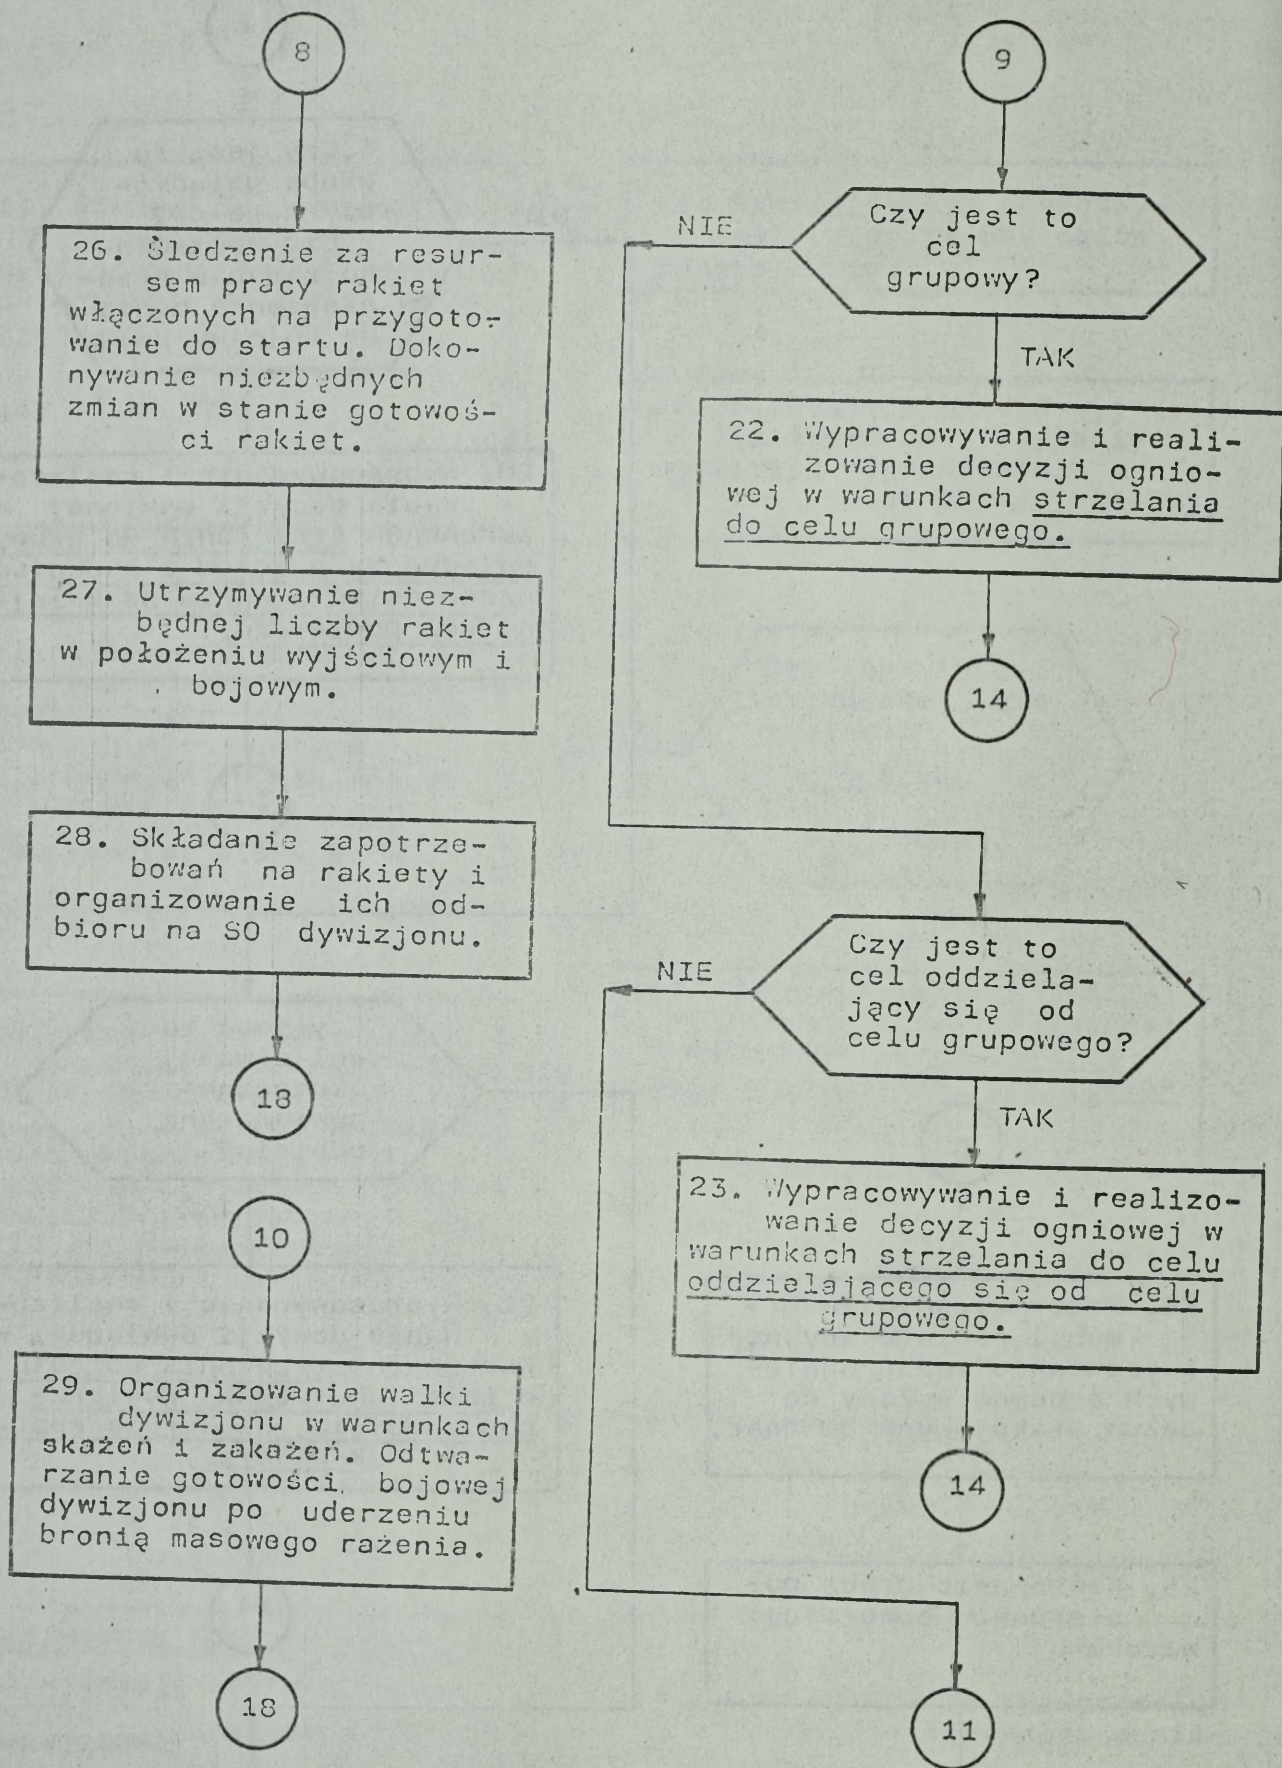 8
26. Śledzenie za resur-
sem pracy rakiet
włączonych na przygoto-
wanie do startu. Doko-
nywanie niezbędnych
zmian w stanie gotowoś-
ci rakiet.
27. Utrzymywanie niez-
będnej liczby rakiet
w położeniu wyjściowym i
bojowym.
28. Składanie zapotrze-
bowań na rakiety i
organizowanie ich od-
bioru na SO dywizjonu.
18
10
29. Organizowanie walki
dywizjonu w warunkach
skażeń i zakażeń. Odtwa-
rzanie gotowości bojowej
dywizjonu po uderzeniu
bronią masowego rażenia.
18
9
Czy jest to
cel
grupowy?
NIE
TAK
22. Wypracowywanie i reali-
zowanie decyzji ognio-
wej w warunkach strzelania
do celu grupowego.
14
Czy jest to
cel oddziela-
jący się od
celu grupowego?
NIE
TAK
23. Wypracowywanie i realizo-
wanie decyzji ogniowej w
warunkach strzelania do celu
oddzielającego się od celu
grupowego.
14
11